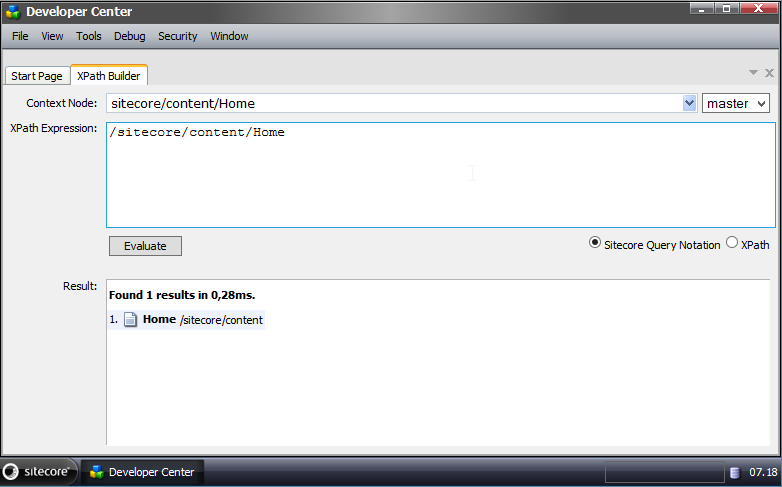 Developer Center
File View Tools Debug Security Window
Start Page XPath Builder
Context Node: sitecore/content/Home master
XPath Expression: /sitecore/content/Home
Evaluate Sitecore Query Notation XPath
Result:
Found 1 results in 0,28ms.
1. Home /sitecore/content
sitecore Developer Center 07.18